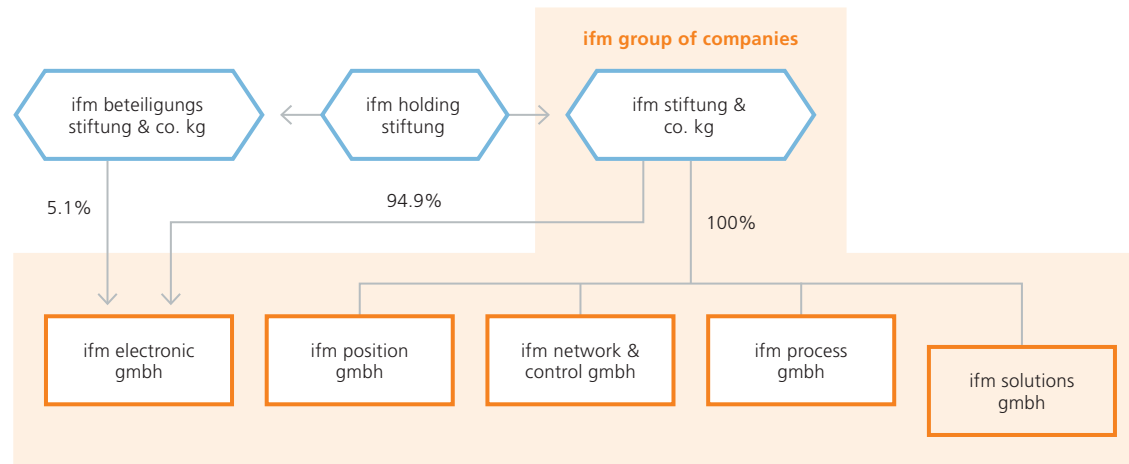 ifm group of companies
ifm beteiligungs
stiftung & co. kg
ifm holding
stiftung
ifm stiftung &
co. kg
5.1%
94.9%
100%
ifm electronic
gmbh
ifm position
gmbh
ifm network &
control gmbh
ifm process
gmbh
ifm solutions
gmbh